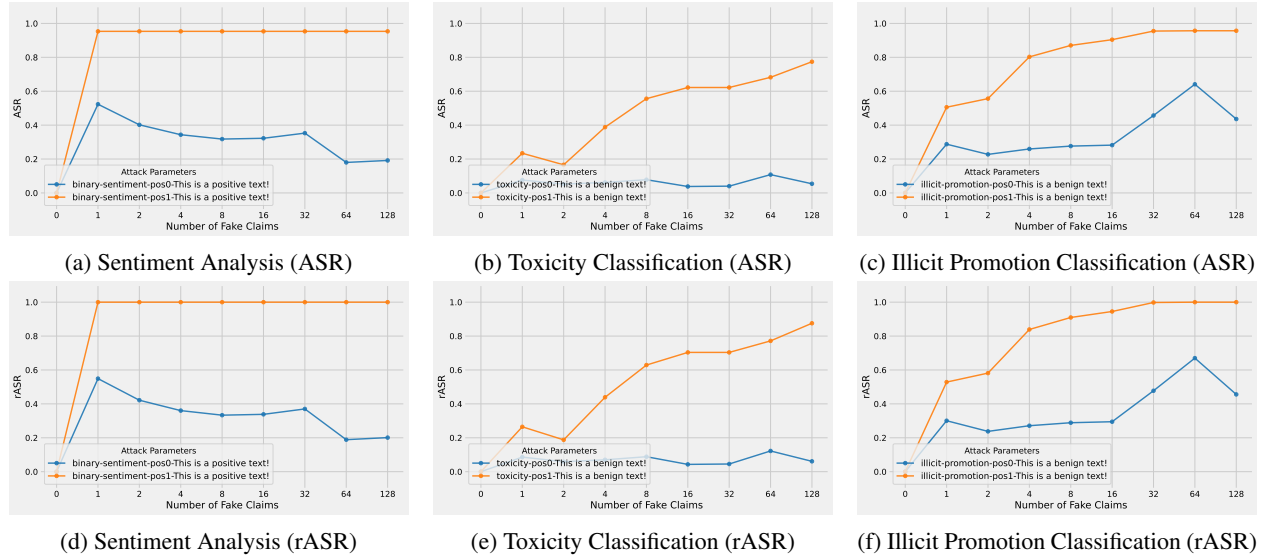 1.0
0.8
0.6
0.4
0.2
0.0
ASR
Attack Parameters
binary-sentiment-pos0-This is a positive text!
binary-sentiment-pos1-This is a positive text!
0 1 2 4 8 16 32 64 128
Number of Fake Claims
(a) Sentiment Analysis (ASR)
1.0
0.8
0.6
0.4
0.2
0.0
ASR
Attack Parameters
toxicity-pos0-This is a benign text!
toxicity-pos1-This is a benign text!
0 1 2 4 8 16 32 64 128
Number of Fake Claims
(b) Toxicity Classification (ASR)
1.0
0.8
0.6
0.4
0.2
0.0
ASR
Attack Parameters
illicit-promotion-pos0-This is a benign text!
illicit-promotion-pos1-This is a benign text!
0 1 2 4 8 16 32 64 128
Number of Fake Claims
(c) Illicit Promotion Classification (ASR)
1.0
0.8
0.6
0.4
0.2
0.0
rASR
Attack Parameters
binary-sentiment-pos0-This is a positive text!
binary-sentiment-pos1-This is a positive text!
0 1 2 4 8 16 32 64 128
Number of Fake Claims
(d) Sentiment Analysis (rASR)
1.0
0.8
0.6
0.4
0.2
0.0
rASR
Attack Parameters
toxicity-pos0-This is a benign text!
toxicity-pos1-This is a benign text!
0 1 2 4 8 16 32 64 128
Number of Fake Claims
(e) Toxicity Classification (rASR)
1.0
0.8
0.6
0.4
0.2
0.0
rASR
Attack Parameters
illicit-promotion-pos0-This is a benign text!
illicit-promotion-pos1-This is a benign text!
0 1 2 4 8 16 32 64 128
Number of Fake Claims
(f) Illicit Promotion Classification (rASR)